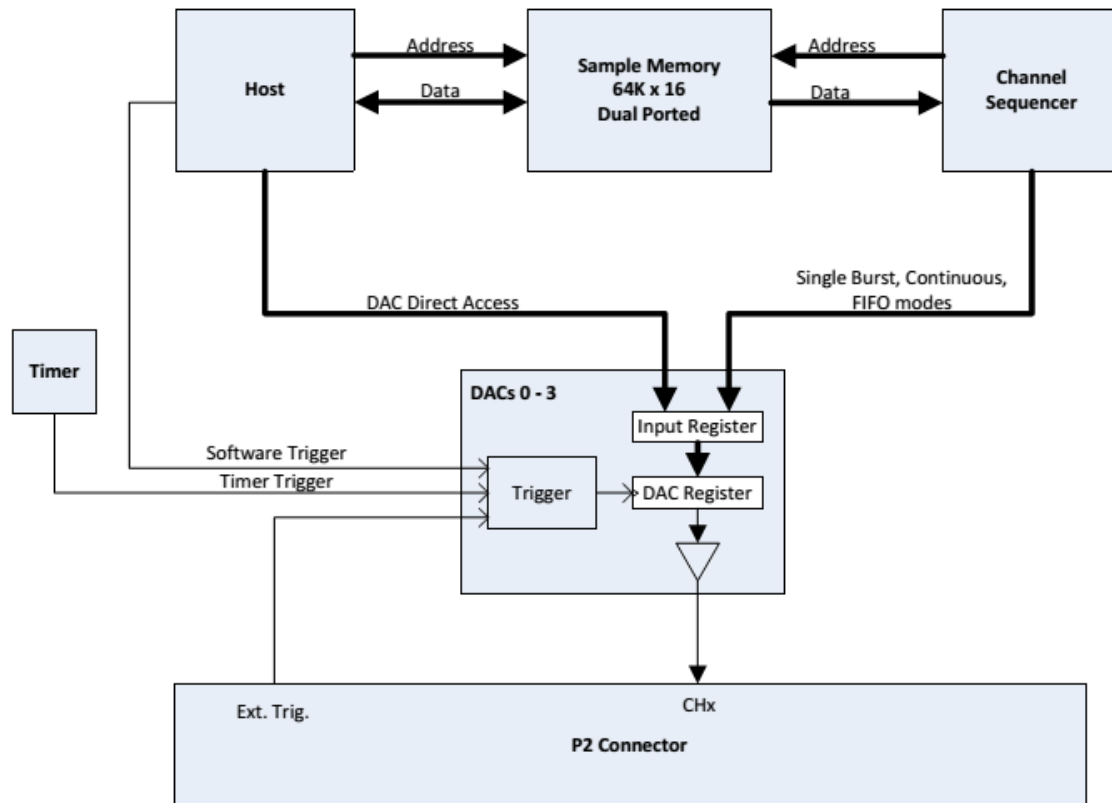 Address
Data
Host
Sample Memory
64K x 16
Dual Ported
Address
Data
Channel
Sequencer
DAC Direct Access
Single Burst, Continuous,
FIFO modes
Timer
DACs 0 - 3
Input Register
Software Trigger
Timer Trigger
Trigger
DAC Register
Ext. Trig.
CHx
P2 Connector